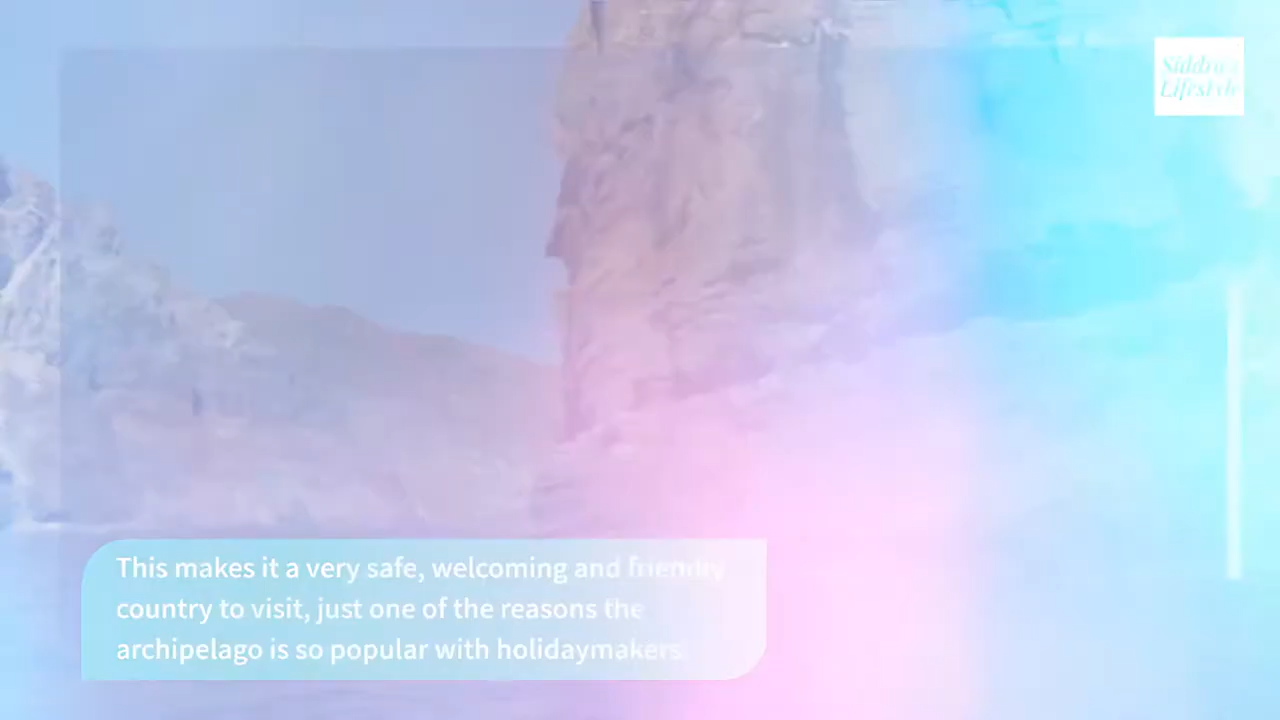 Lifestyle
This makes it a very safe, welcoming and friendly
country to visit, just one of the reasons the
archipelago is so popular with holidaymakers.